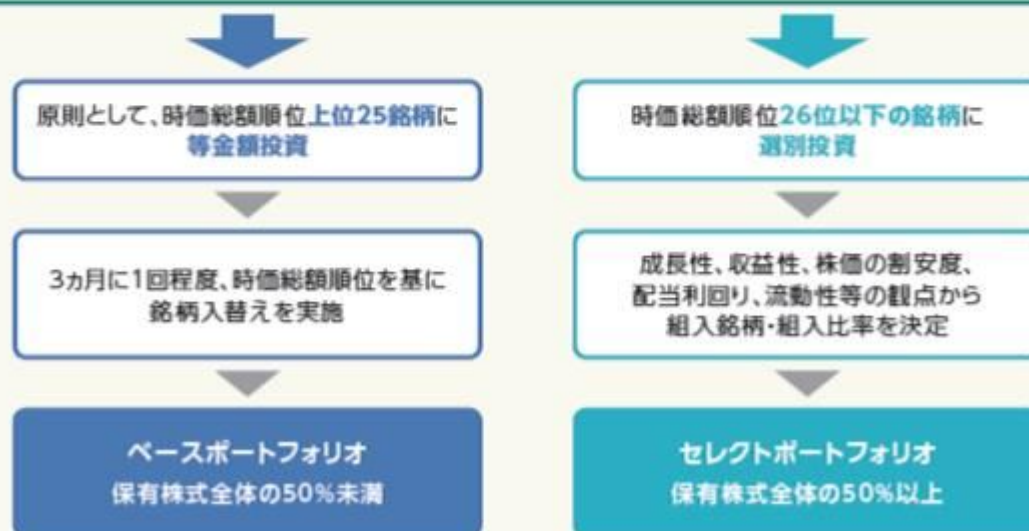 原則として、時価総額順位上位25銘柄に
等金額投資
3ヵ月に1回程度、時価総額順位を基に
銘柄入替えを実施
ベースポートフォリオ
保有株式全体の50%未満
時価総額順位26位以下の銘柄に
選別投資
成長性、収益性、株価の割安度、
配当利回り、流動性等の観点から
組入銘柄・組入比率を決定
セレクトポートフォリオ
保有株式全体の50%以上